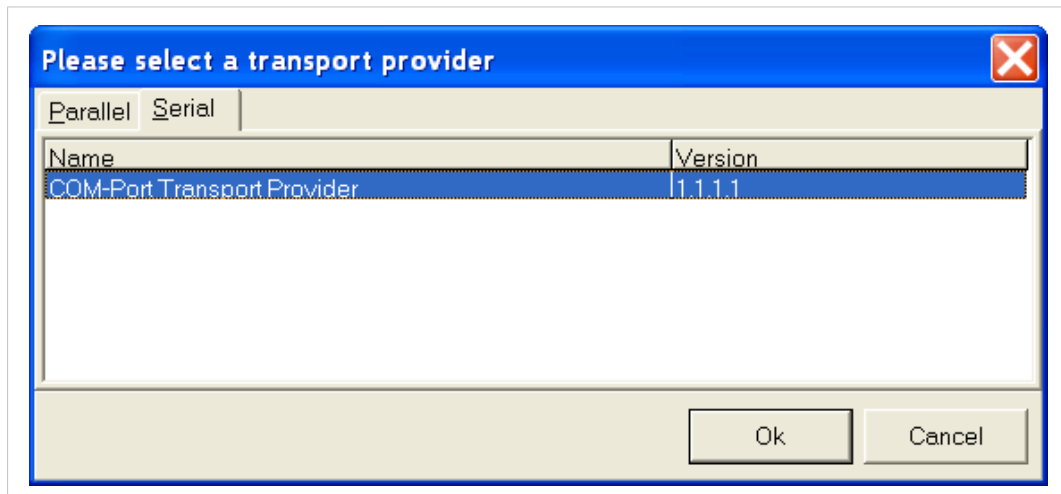 Please select a transport provider
Parallel Serial
Name Version
COM-Port Transport Provider 1.1.1.1
Ok Cancel